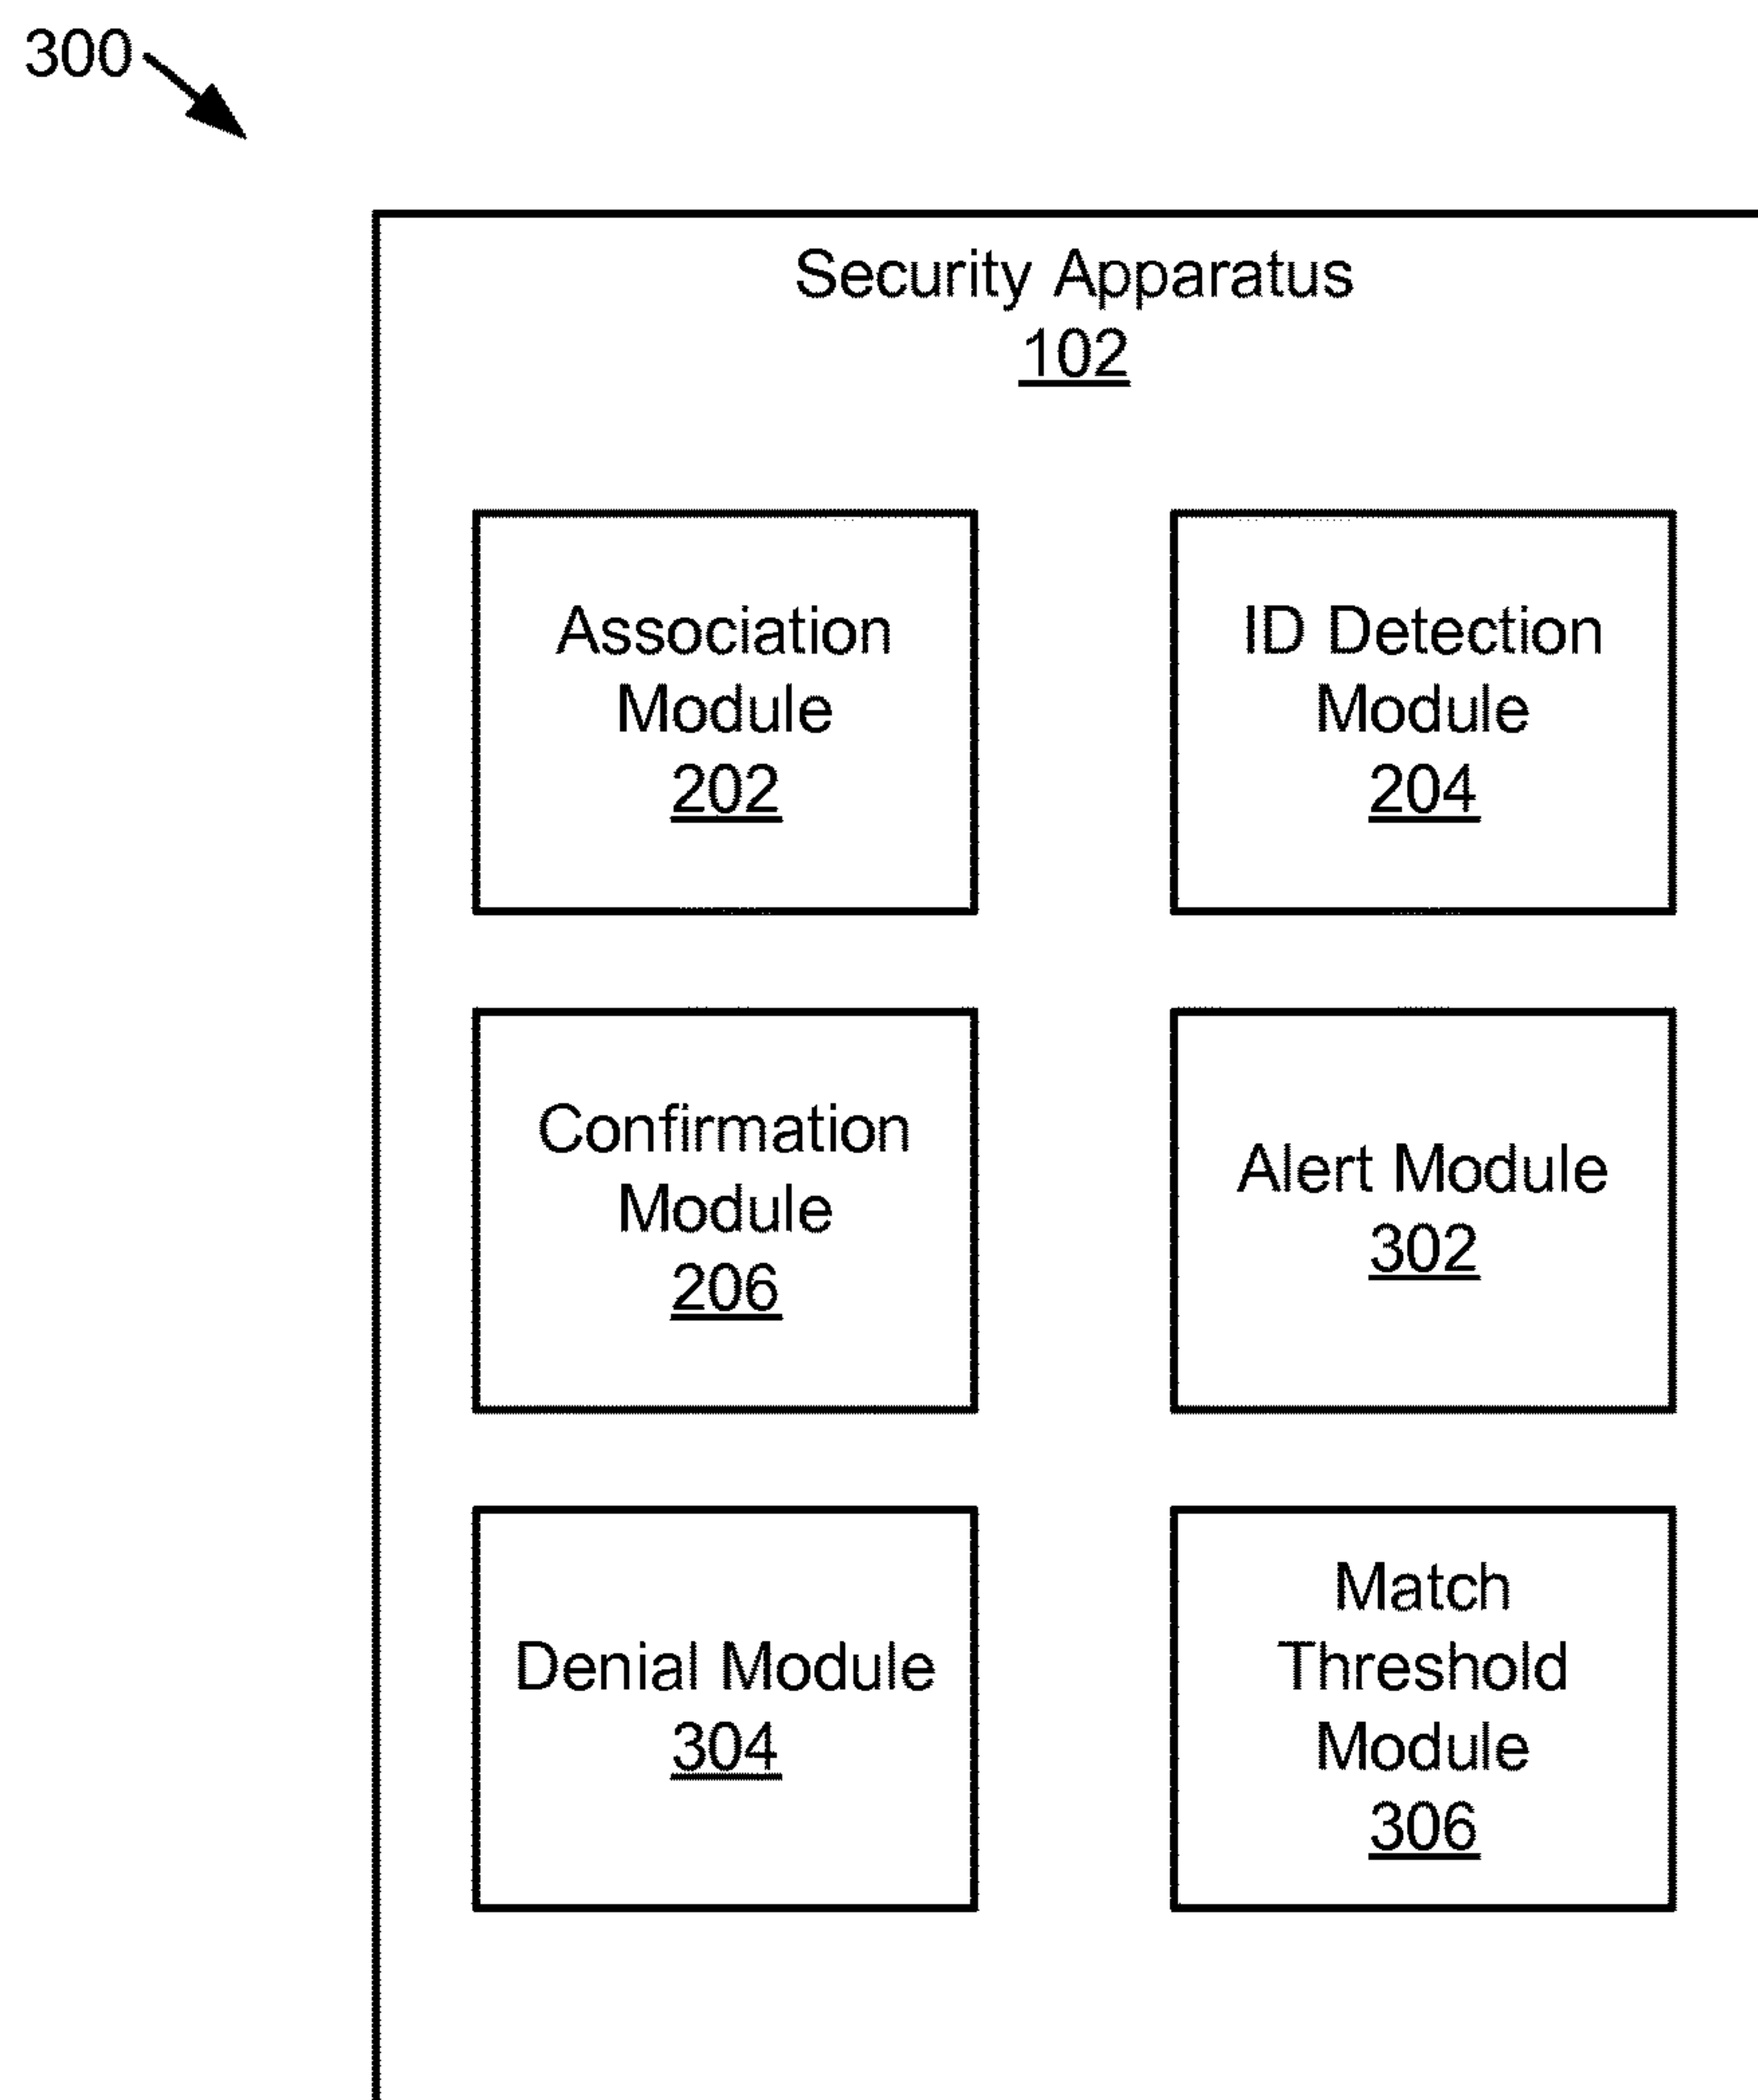 300
Security Apparatus
102
Association
Module
202
ID Detection
Module
204
Confirmation
Module
206
Alert Module
302
Denial Module
304
Match
Threshold
Module
306